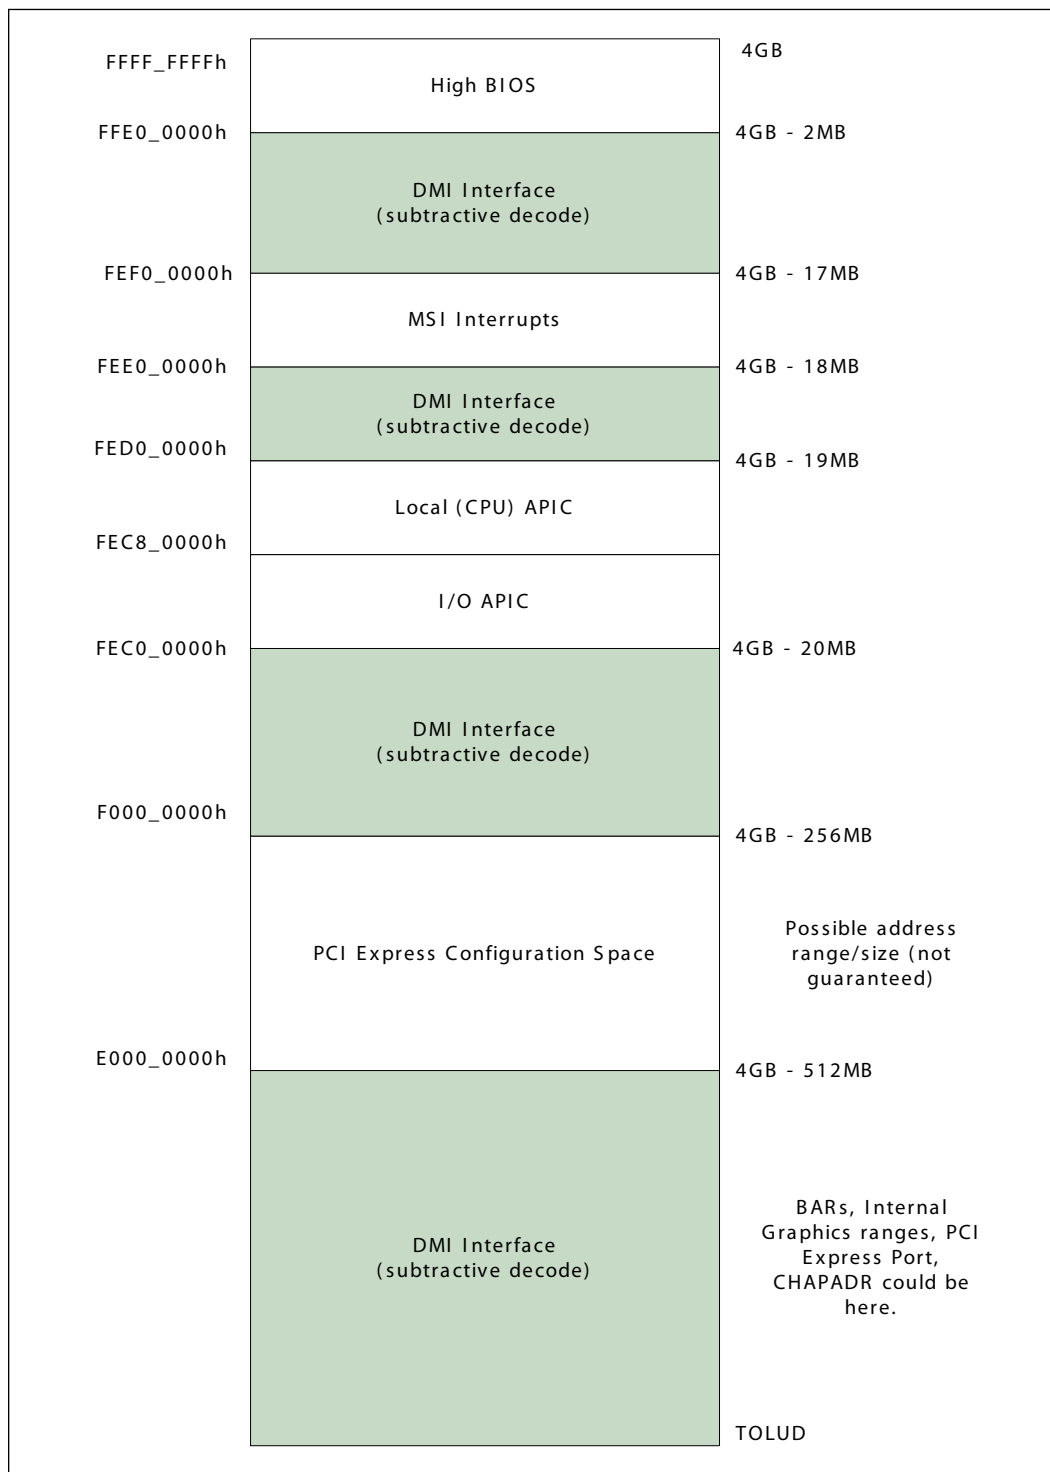 4GB
FFFF_FFFFh
High BIOS
FFE0_0000h
4GB - 2MB
DMI Interface
(subtractive decode)
FEF0_0000h
4GB - 17MB
MSI Interrupts
FEE0_0000h
4GB - 18MB
DMI Interface
(subtractive decode)
FED0_0000h
4GB - 19MB
Local (CPU) APIC
FEC8_0000h
I/O APIC
FEC0_0000h
4GB - 20MB
DMI Interface
(subtractive decode)
F000_0000h
4GB - 256MB
PCI Express Configuration Space
Possible address
range/size (not
guaranteed)
E000_0000h
4GB - 512MB
DMI Interface
(subtractive decode)
BARs, Internal
Graphics ranges, PCI
Express Port,
CHAPADR could be
here.
TOLUD